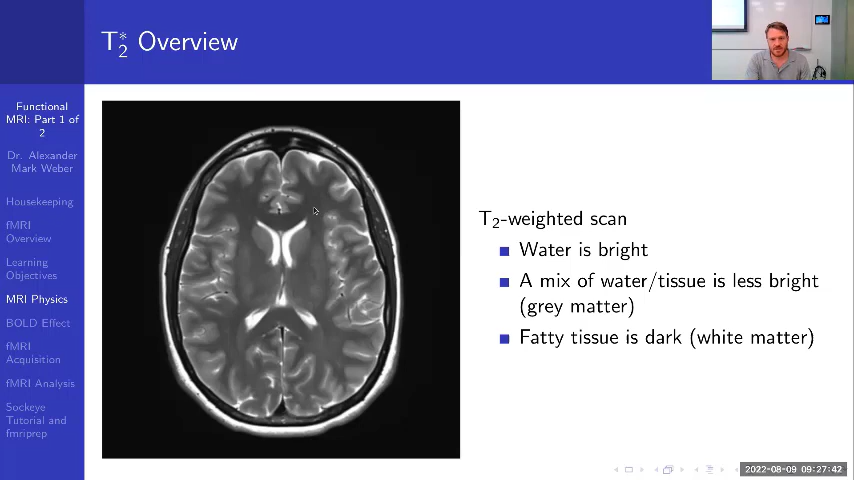 T2* Overview
Functional
MRI: Part 1 of
2
Dr. Alexander
Mark Weber
Housekeeping
fMRI
Overview
Learning
Objectives
MRI Physics
BOLD Effect
fMRI
Acquisition
fMRI Analysis
Sockeye
Tutorial and
fmriprep
T2-weighted scan
Water is bright
A mix of water/tissue is less bright
(grey matter)
Fatty tissue is dark (white matter)
2022-08-09 09:27:42